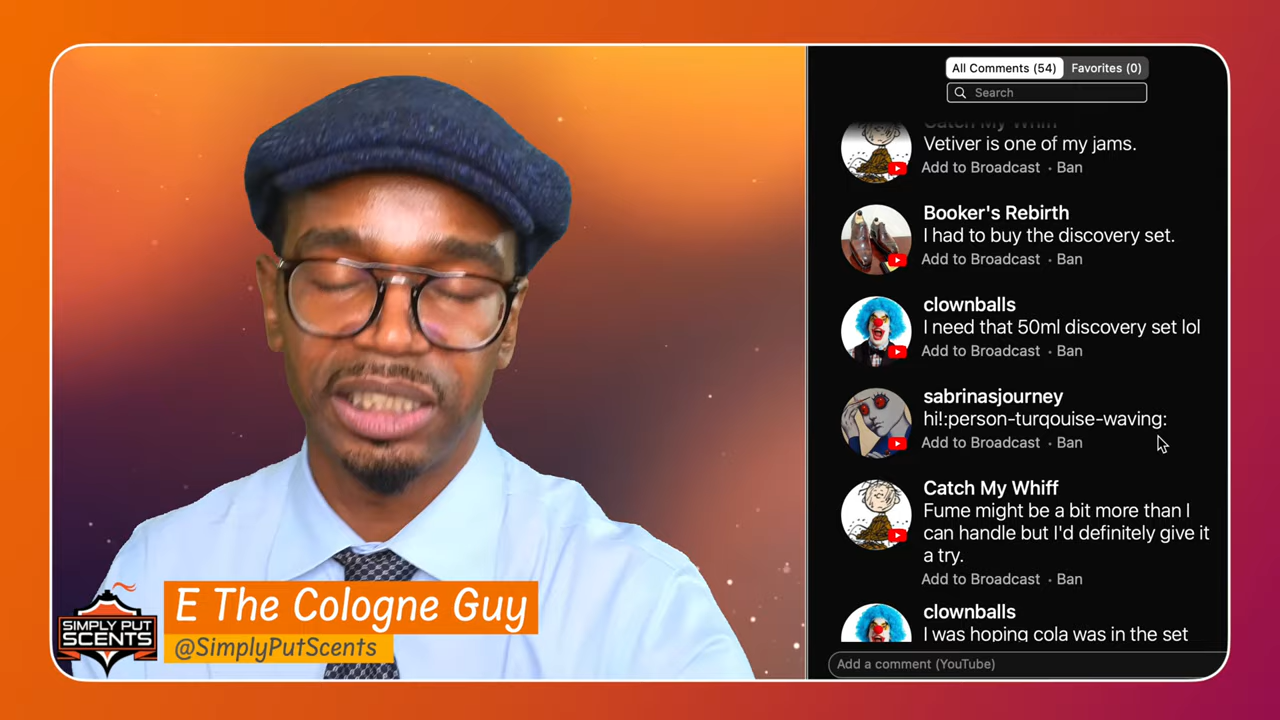 All Comments (54)
Favorites (0)
Search
Catch My Whiff
Vetiver is one of my jams.
Add to Broadcast · Ban
Booker's Rebirth
I had to buy the discovery set.
Add to Broadcast · Ban
clownballs
I need that 50ml discovery set lol
Add to Broadcast · Ban
sabrinasjourney
hi!:person-turqouise-waving:
Add to Broadcast · Ban
Catch My Whiff
Fume might be a bit more than I
can handle but I'd definitely give it
a try.
Add to Broadcast · Ban
clownballs
I was hoping cola was in the set
Add a comment (YouTube)
SIMPLY PUT
SCENTS
E The Cologne Guy
@SimplyPutScents